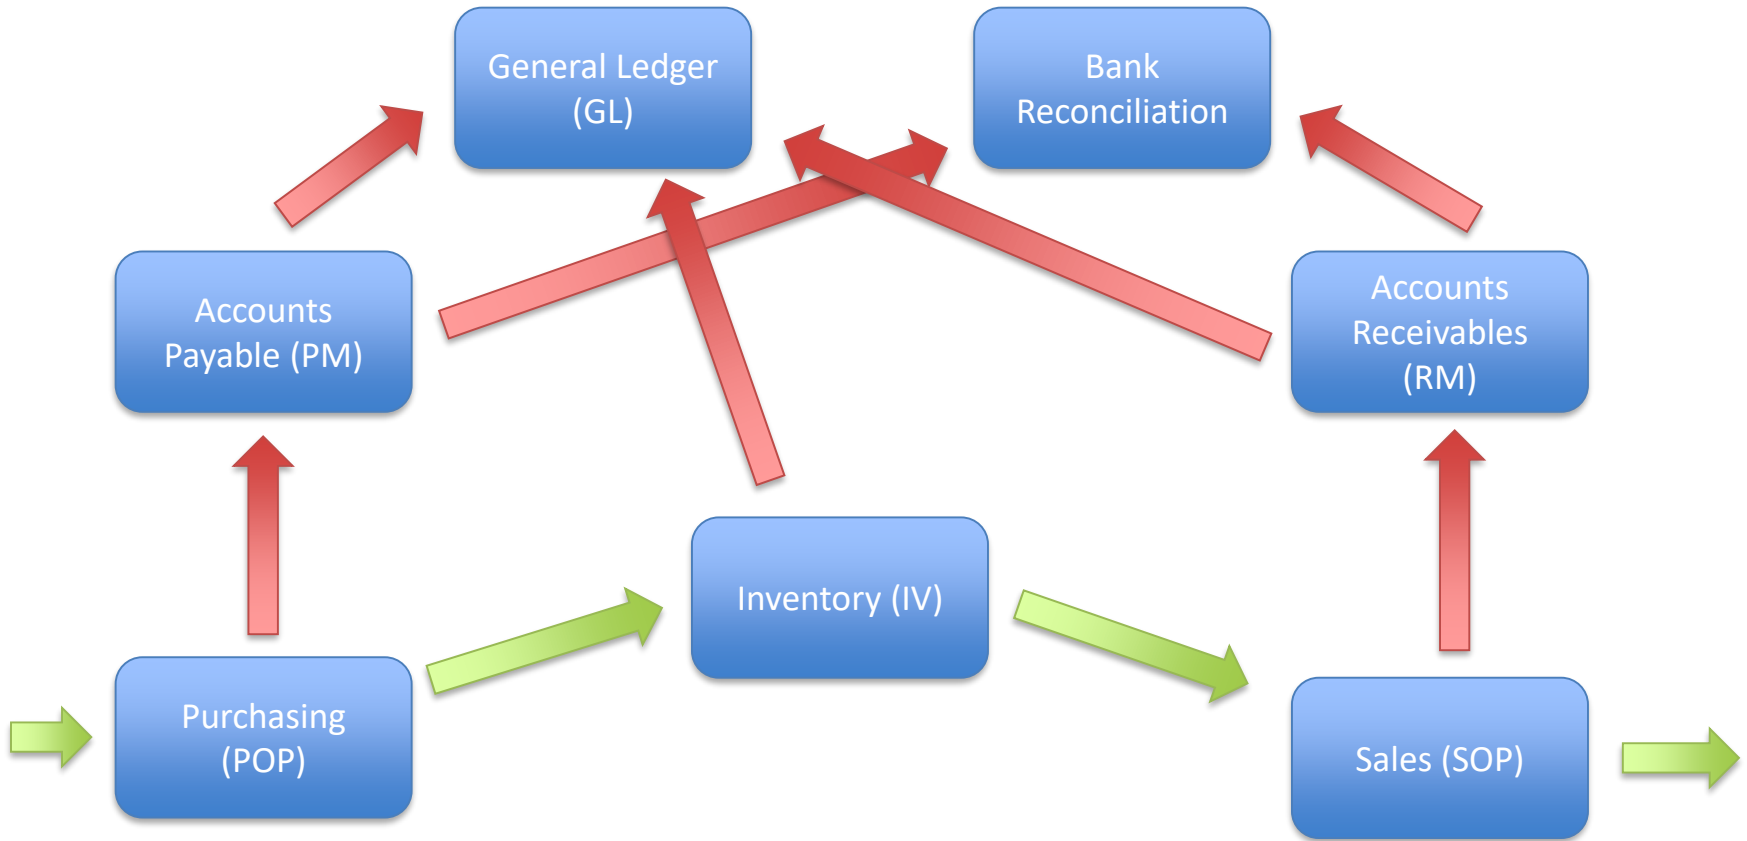 General Ledger
(GL)
Bank
Reconciliation
Accounts
Payable (PM)
Accounts
Receivables
(RM)
Inventory (IV)
Purchasing
(POP)
Sales (SOP)